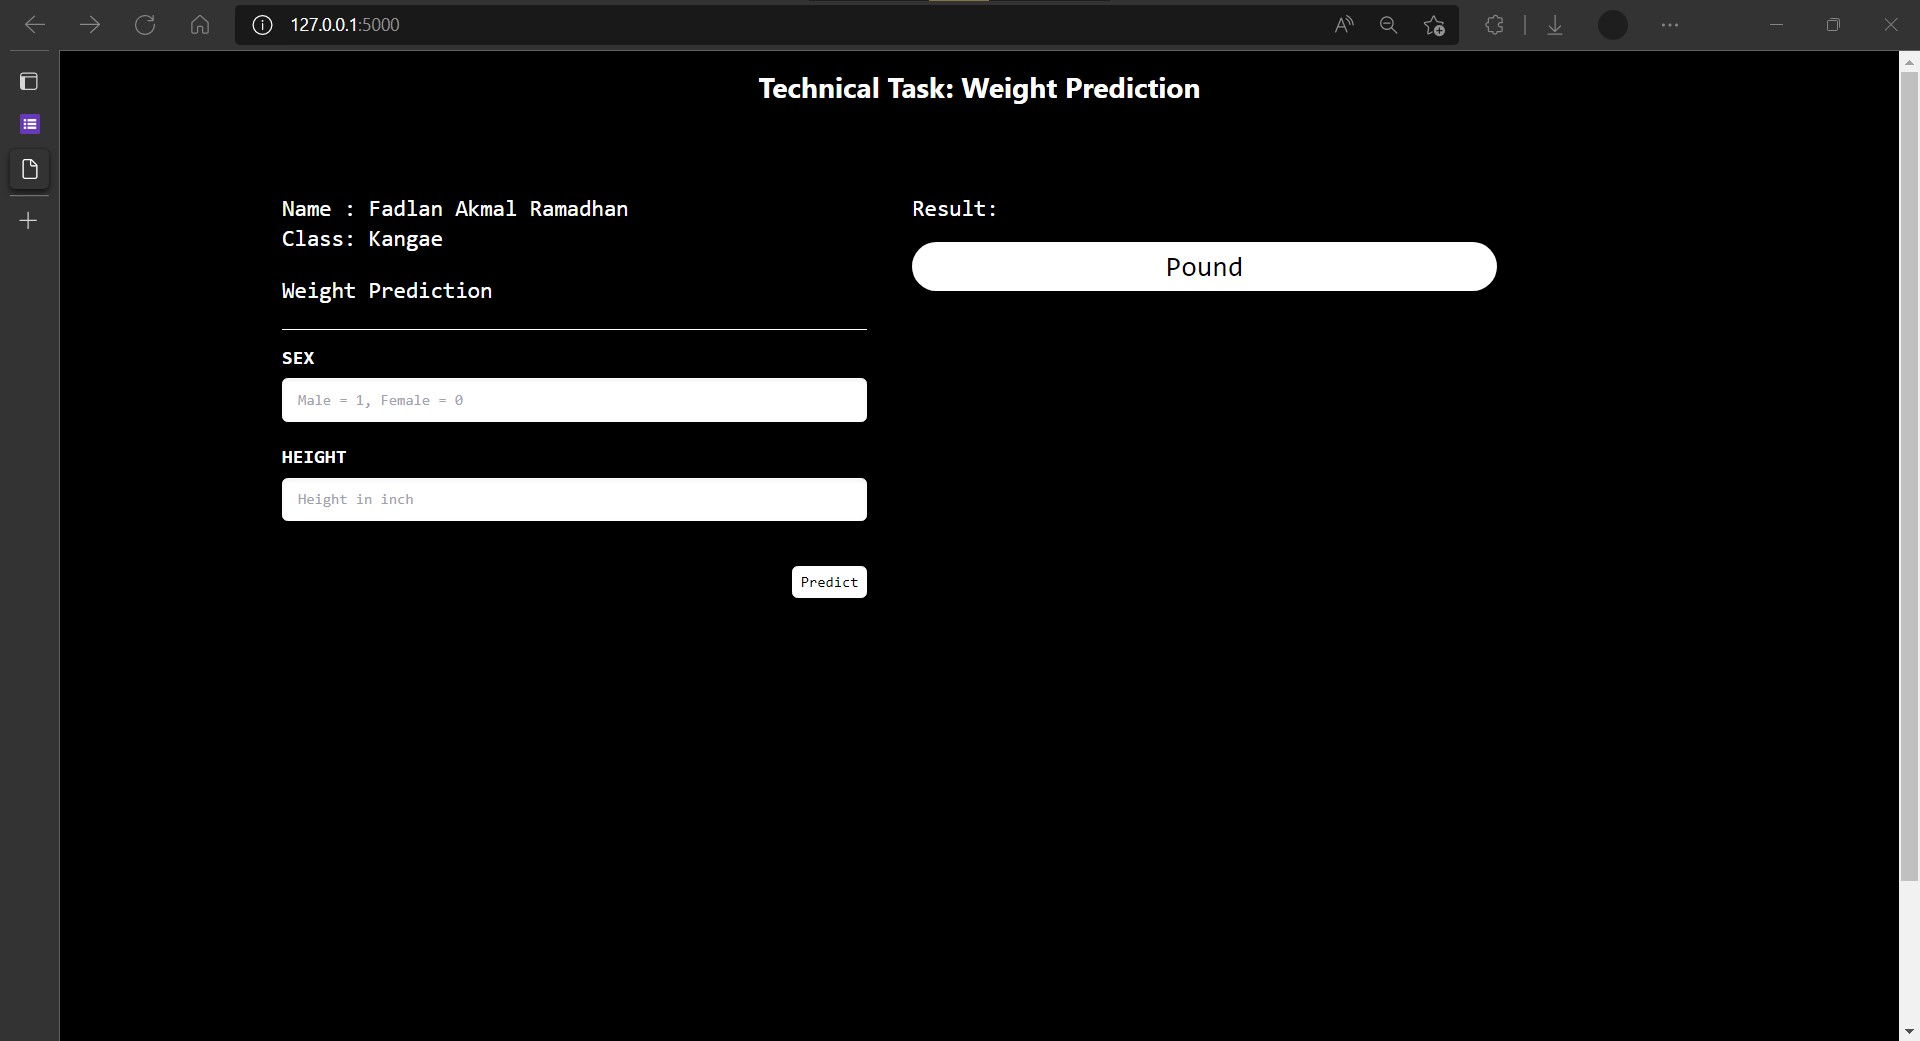 127.0.0.1:5000
Technical Task: Weight Prediction
Name : Fadlan Akmal Ramadhan
Class: Kangae
Weight Prediction
SEX
Male = 1, Female = 0
HEIGHT
Height in inch
Predict
Result:
Pound